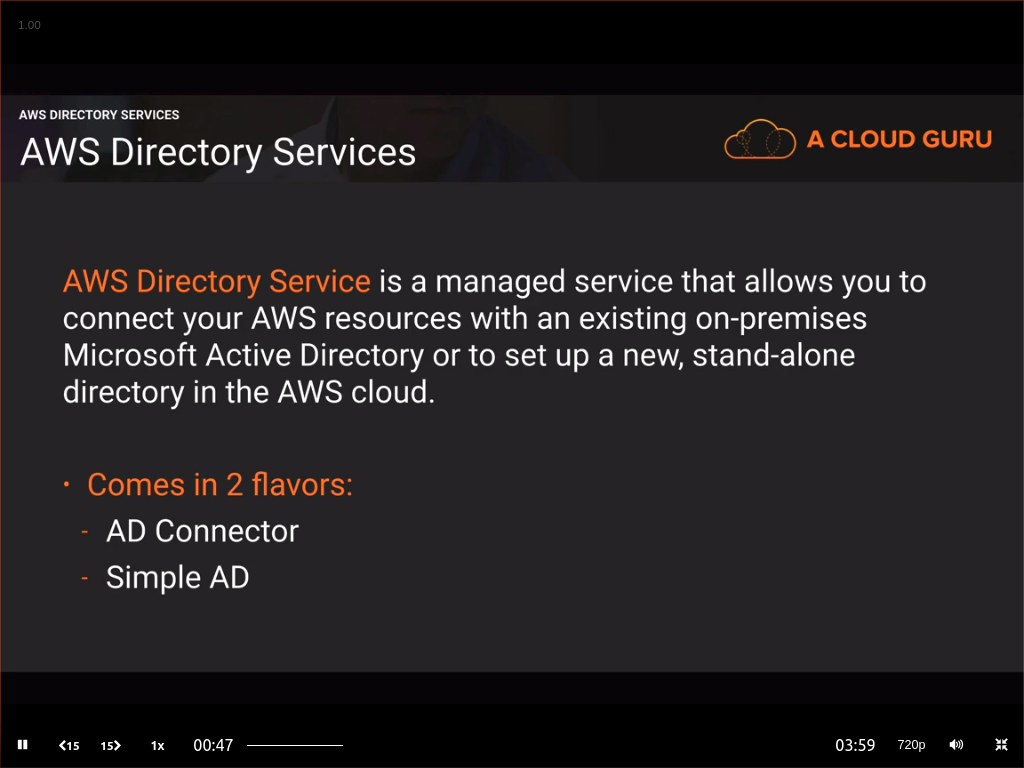 1.00
AWS DIRECTORY SERVICES
AWS Directory Services
A CLOUD GURU
AWS Directory Service is a managed service that allows you to
connect your AWS resources with an existing on-premises
Microsoft Active Directory or to set up a new, stand-alone
directory in the AWS cloud.
• Comes in 2 flavors:
- AD Connector
- Simple AD
15 15 1x 00:47 03:59 720p